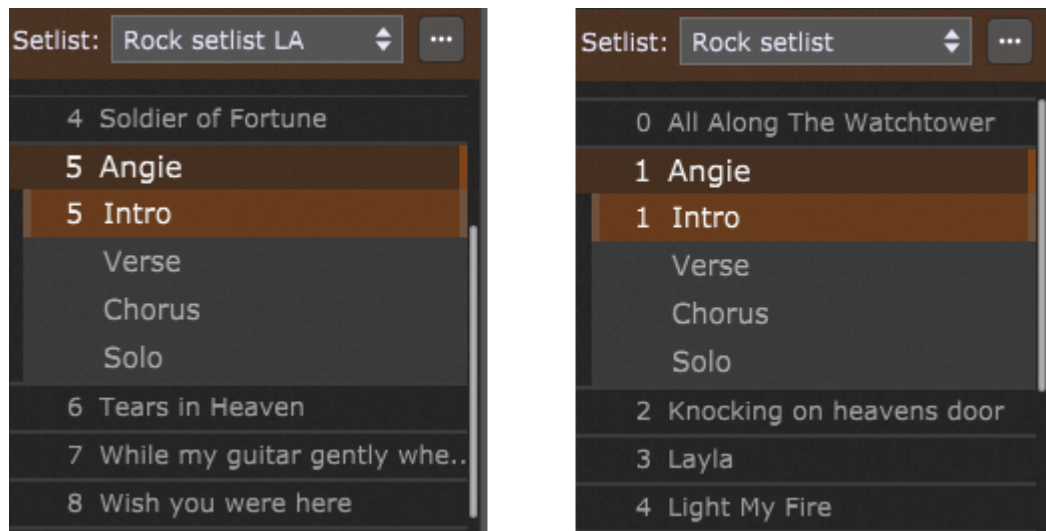 Setlist: Rock setlist LA
4 Soldier of Fortune
5 Angie
5 Intro
Verse
Chorus
Solo
6 Tears in Heaven
7 While my guitar gently whe..
8 Wish you were here
Setlist: Rock setlist
0 All Along The Watchtower
1 Angie
1 Intro
Verse
Chorus
Solo
2 Knocking on heavens door
3 Layla
4 Light My Fire